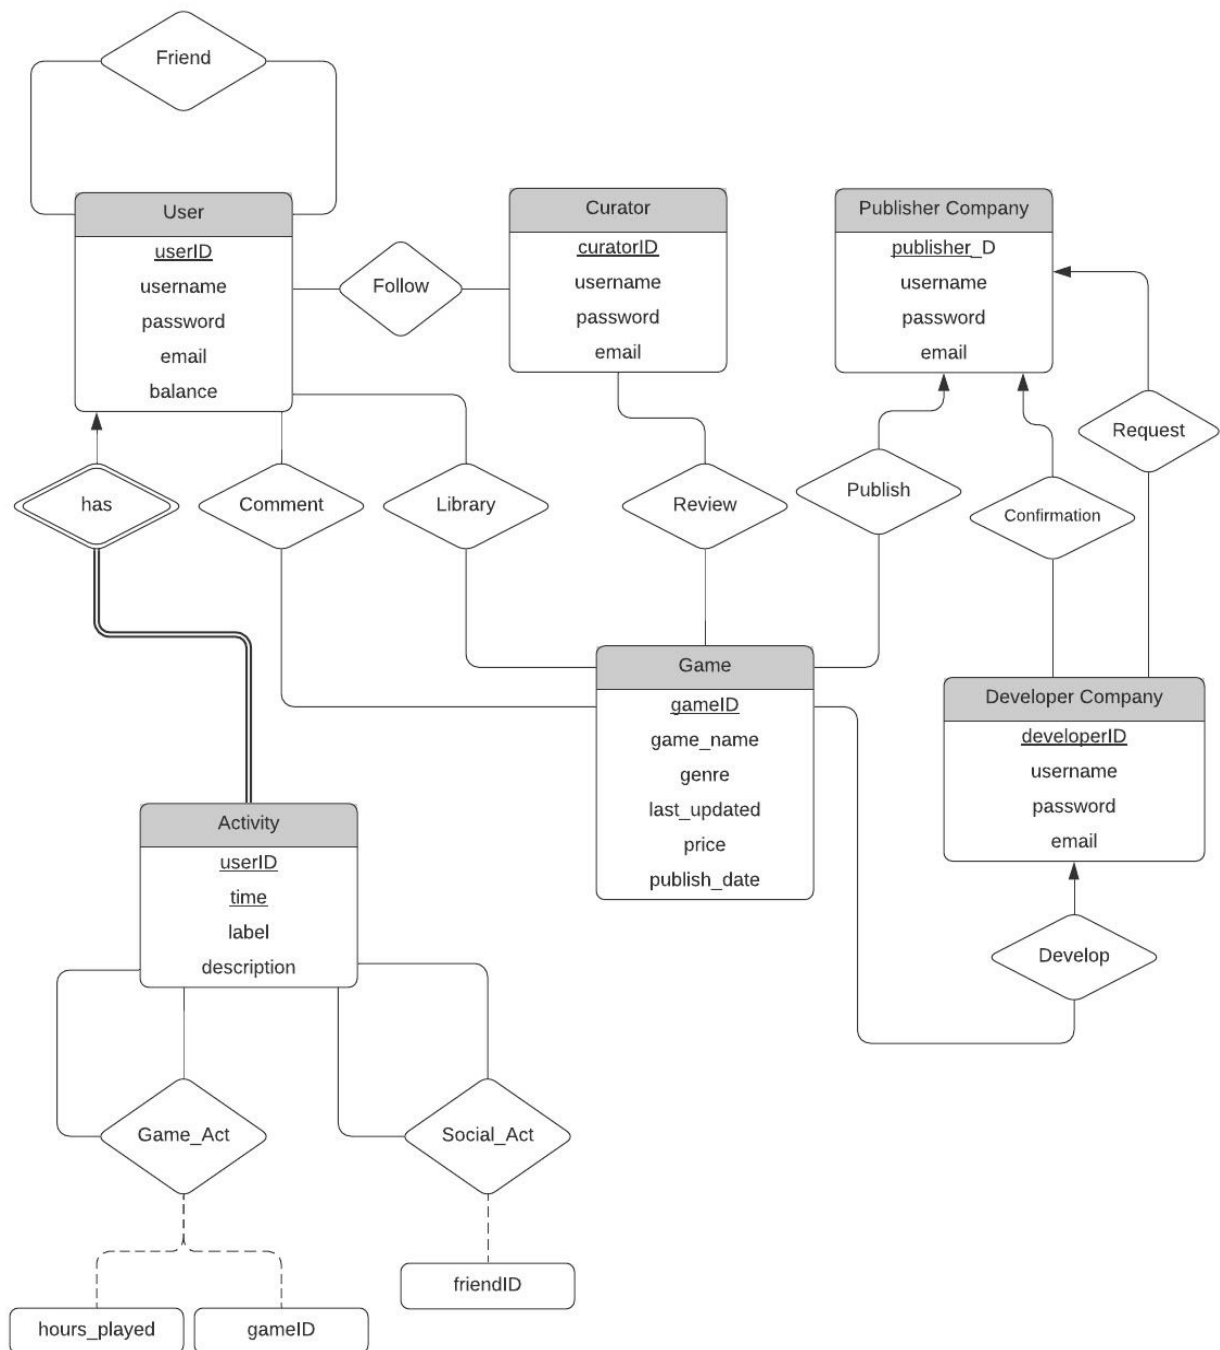 Friend
User
userID
username
password
email
balance
Follow
Curator
curatorID
username
password
email
Publisher Company
publisher_D
username
password
email
Request
has
Comment
Library
Review
Publish
Confirmation
Game
gameID
game_name
genre
last_updated
price
publish_date
Developer Company
developerID
username
password
email
Develop
Activity
userID
time
label
description
Game_Act
Social_Act
hours_played
gameID
friendID